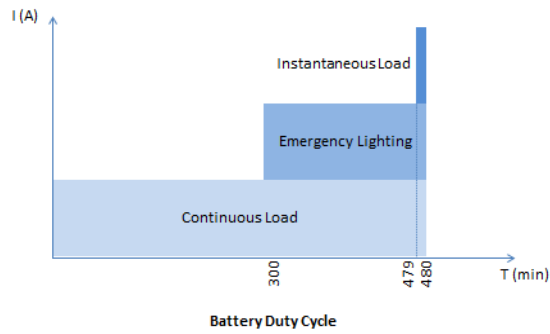 I (A)
Instantaneous Load
Emergency Lighting
Continuous Load
300
479
480
T (min)
Battery Duty Cycle